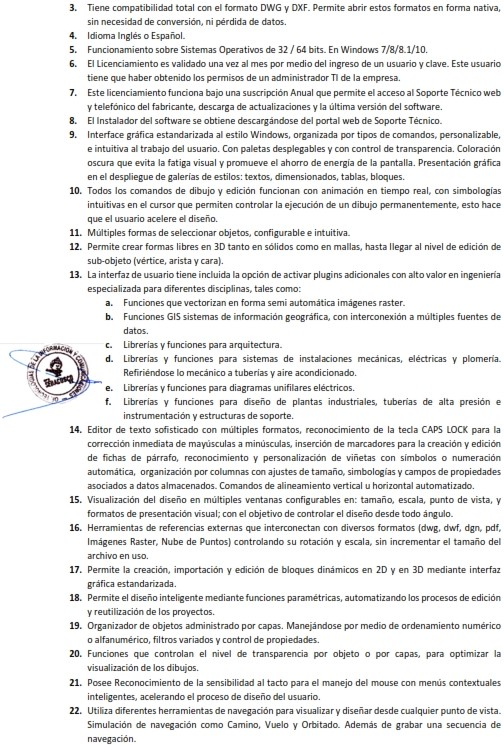 3. Tiene compatibilidad total con el formato DWG y DXF. Permite abrir estos formatos en forma nativa,
sin necesidad de conversión, ni pérdida de datos.
4. Idioma Inglés o Español.
5. Funcionamiento sobre Sistemas Operativos de 32 / 64 bits. En Windows 7/8/8.1/10.
6. El Licenciamiento es validado una vez al mes por medio del ingreso de un usuario y clave. Este usuario
tiene que haber obtenido los permisos de un administrador TI de la empresa.
7. Este licenciamiento funciona bajo una suscripción Anual que permite el acceso al Soporte Técnico web
y telefónico del fabricante, descarga de actualizaciones y la última versión del software.
8. El Instalador del software se obtiene descargándose del portal web de Soporte Técnico.
9. Interface gráfica estandarizada al estilo Windows, organizada por tipos de comandos, personalizable,
e intuitiva al trabajo del usuario. Con paletas desplegables y con control de transparencia. Coloración
oscura que evita la fatiga visual y promueve el ahorro de energía de la pantalla. Presentación gráfica
en el despliegue de galerías de estilos: textos, dimensionados, tablas, bloques.
10. Todos los comandos de dibujo y edición funcionan con animación en tiempo real, con simbologías
intuitivas en el cursor que permiten controlar la ejecución de un dibujo permanentemente, esto hace
que el usuario acelere el diseño.
11. Múltiples formas de seleccionar objetos, configurable e intuitiva.
12. Permite crear formas libres en 3D tanto en sólidos como en mallas, hasta llegar al nivel de edición de
sub-objeto (vértice, arista y cara).
13. La interfaz de usuario tiene incluida la opción de activar plugins adicionales con alto valor en ingeniería
especializada para diferentes disciplinas, tales como:
a. Funciones que vectorizan en forma semi automática imágenes raster.
b. Funciones GIS sistemas de información geográfica, con interconexión a múltiples fuentes de
datos.
c. Librerías y funciones para arquitectura.
d. Librerías y funciones para sistemas de instalaciones mecánicas, eléctricas y plomería.
Refiriéndose lo mecánico a tuberías y aire acondicionado.
e. Librerías y funciones para diagramas unifilares eléctricos.
f. Librerías y funciones para diseño de plantas industriales, tuberías de alta presión e
instrumentación y estructuras de soporte.
14. Editor de texto sofisticado con múltiples formatos, reconocimiento de la tecla CAPS LOCK para la
corrección inmediata de mayúsculas a minúsculas, inserción de marcadores para la creación y edición
de fichas de párrafo, reconocimiento y personalización de viñetas con símbolos o numeración
automática, organización por columnas con ajustes de tamaño, simbologías y campos de propiedades
asociados a datos almacenados. Comandos de alineamiento vertical u horizontal automatizado.
15. Visualización del diseño en múltiples ventanas configurables en: tamaño, escala, punto de vista, y
formatos de presentación visual; con el objetivo de controlar el diseño desde todo ángulo.
16. Herramientas de referencias externas que interconectan con diversos formatos (dwg, dwf, dgn, pdf,
Imágenes Raster, Nube de Puntos) controlando su rotación y escala, sin incrementar el tamaño del
archivo en uso.
17. Permite la creación, importación y edición de bloques dinámicos en 2D y en 3D mediante interfaz
gráfica estandarizada.
18. Permite el diseño inteligente mediante funciones paramétricas, automatizando los procesos de edición
y reutilización de los proyectos.
19. Organizador de objetos administrado por capas. Manejándose por medio de ordenamiento numérico
o alfanumérico, filtros variados y control de propiedades.
20. Funciones que controlan el nivel de transparencia por objeto o por capas, para optimizar la
visualización de los dibujos.
21. Posee Reconocimiento de la sensibilidad al tacto para el manejo del mouse con menús contextuales
inteligentes, acelerando el proceso de diseño del usuario.
22. Utiliza diferentes herramientas de navegación para visualizar y diseñar desde cualquier punto de vista.
Simulación de navegación como Camino, Vuelo y Orbitado. Además de grabar una secuencia de
navegación.